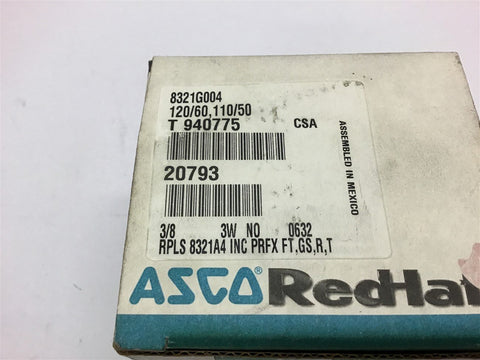 8321G004
120/60,110/50
T 940775 CSA
20793
3/8 3W NO 0632
RPLS 8321A4 INC PRFX FT,GS,R,T
ASSEMBLED IN MEXICO
ASCO® RedHa